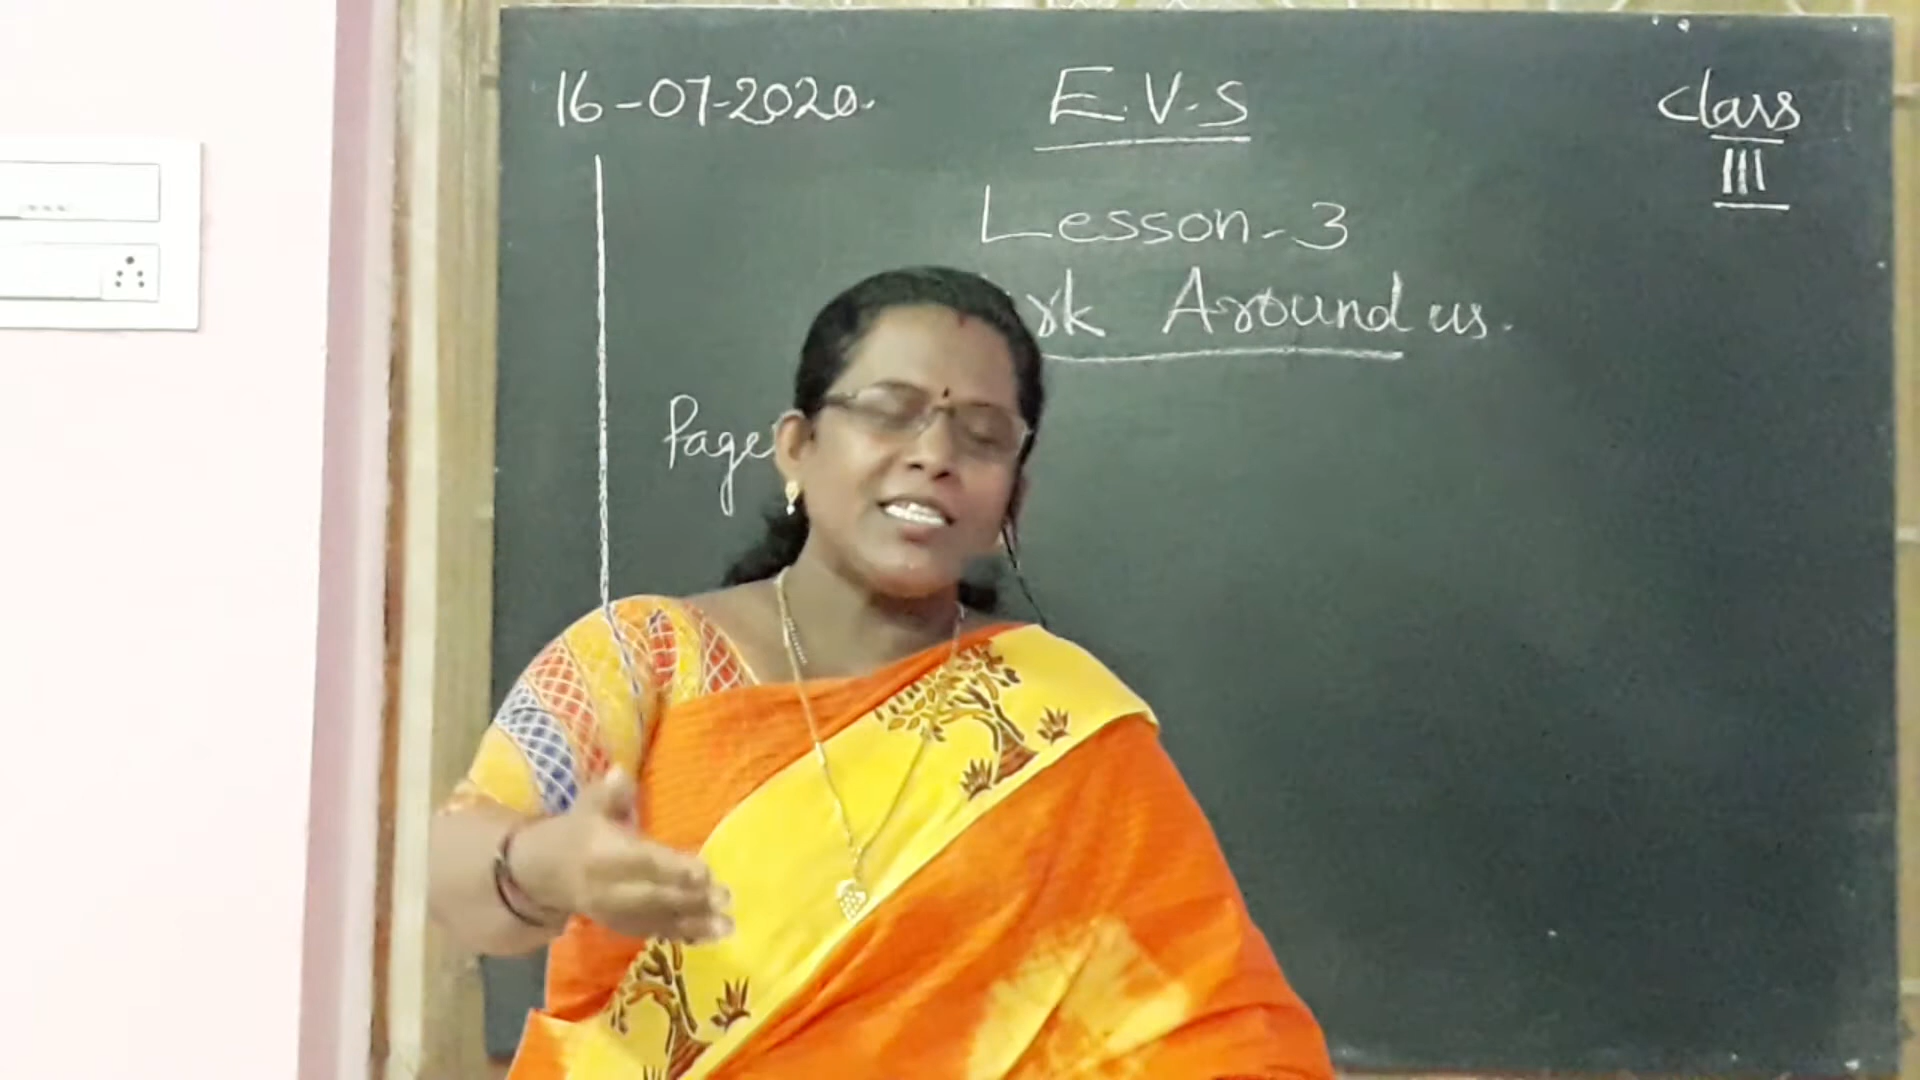 16-07-2020.
E.V.S
Class
III
Lesson-3
Around us.
Page